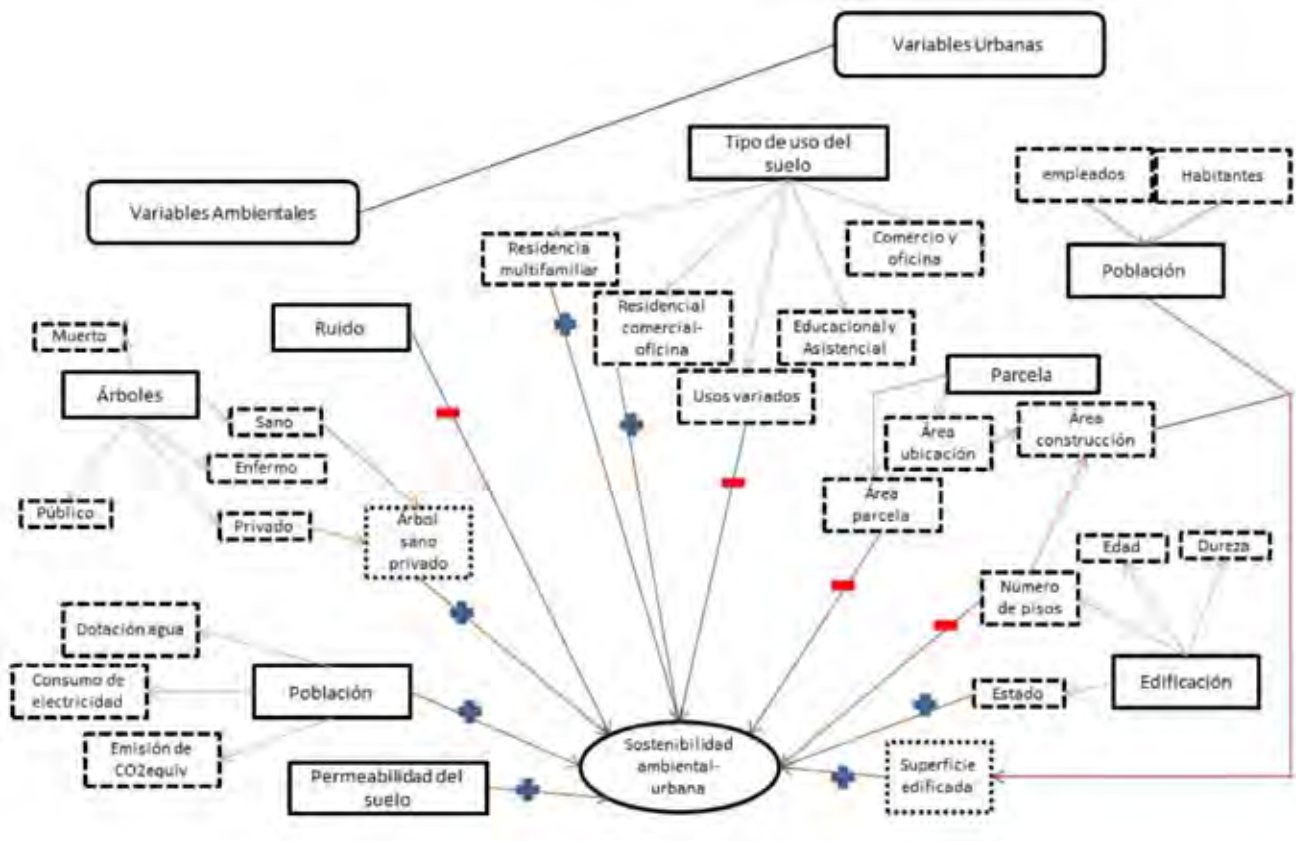 Variables Urbanas
Variables Ambientales
Tipo de uso del
suelo
empleados
Habitantes
Población
Residencia
multifamiliar
Comercio y
oficina
Residencial
comercial-
oficina
Educacional y
Asistencial
Usos variados
Ruido
Muerto
Árboles
Sano
Enfermo
Público
Privado
Árbol
sano
privado
Parcela
Área
ubicación
Área
construcción
Área
parcela
Edad
Dureza
Número
de pisos
Edificación
Estado
Dotación agua
Consumo de
electricidad
Población
Emisión de
CO2equiv
Permeabilidad del
suelo
Sostenibilidad
ambiental-
urbana
Superficie
edificada